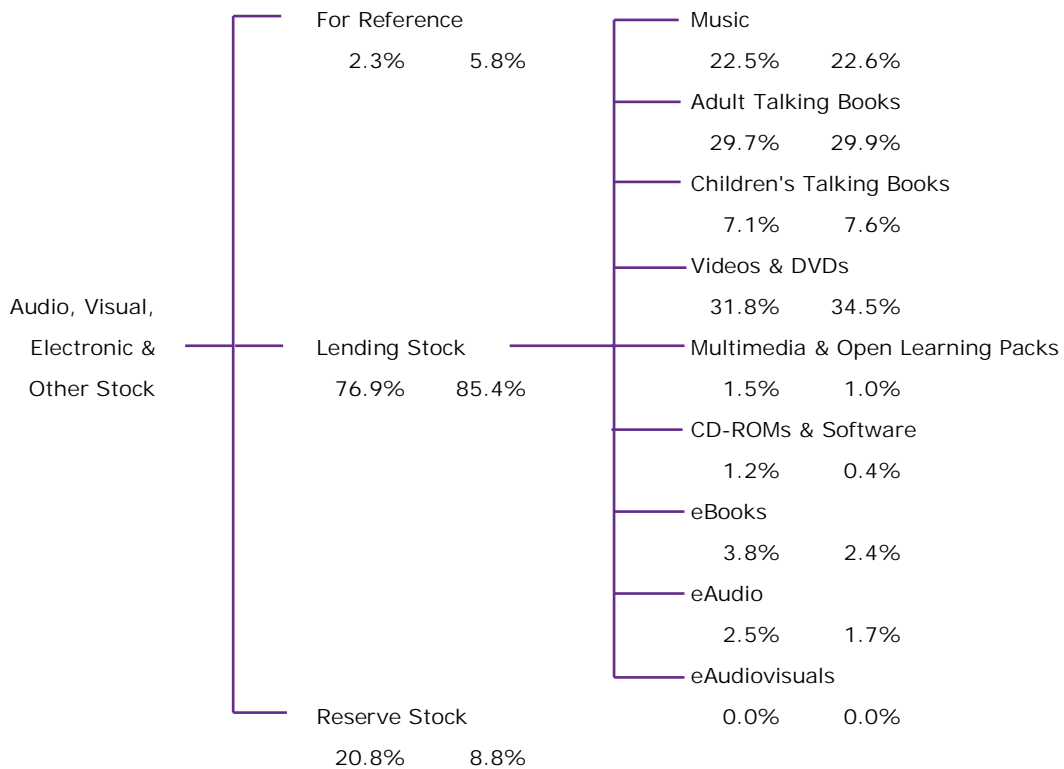 For Reference
2.3% 5.8%
Audio, Visual,
Electronic &
Other Stock
Lending Stock
76.9% 85.4%
Reserve Stock
20.8% 8.8%
Music
22.5% 22.6%
Adult Talking Books
29.7% 29.9%
Children's Talking Books
7.1% 7.6%
Videos & DVDs
31.8% 34.5%
Multimedia & Open Learning Packs
1.5% 1.0%
CD-ROMs & Software
1.2% 0.4%
eBooks
3.8% 2.4%
eAudio
2.5% 1.7%
eAudiovisuals
0.0% 0.0%